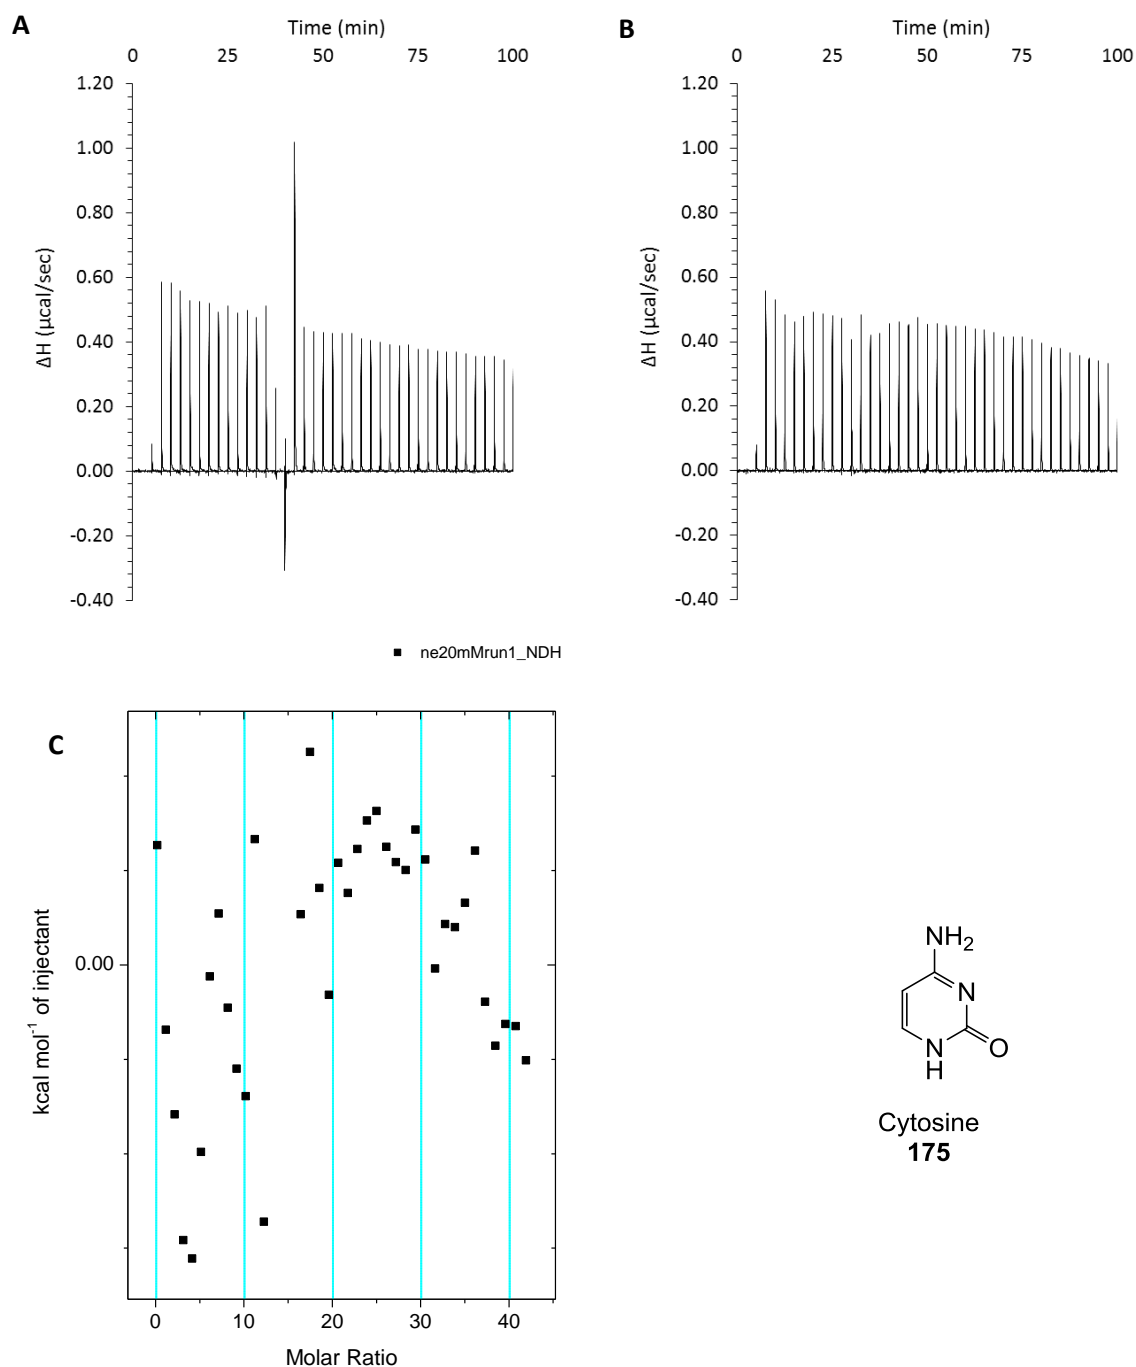 A
Time (min)
0 25 50 75 100
1.20
1.00
0.80
0.60
0.40
0.20
0.00
-0.20
-0.40
ΔH (µcal/sec)
B
Time (min)
0 25 50 75 100
1.20
1.00
0.80
0.60
0.40
0.20
0.00
-0.20
-0.40
ΔH (µcal/sec)
ne20mMrun1_NDH
C
0.00
kcal mol⁻¹ of injectant
0 10 20 30 40
Molar Ratio
NH₂
N
N
H
O
Cytosine
175